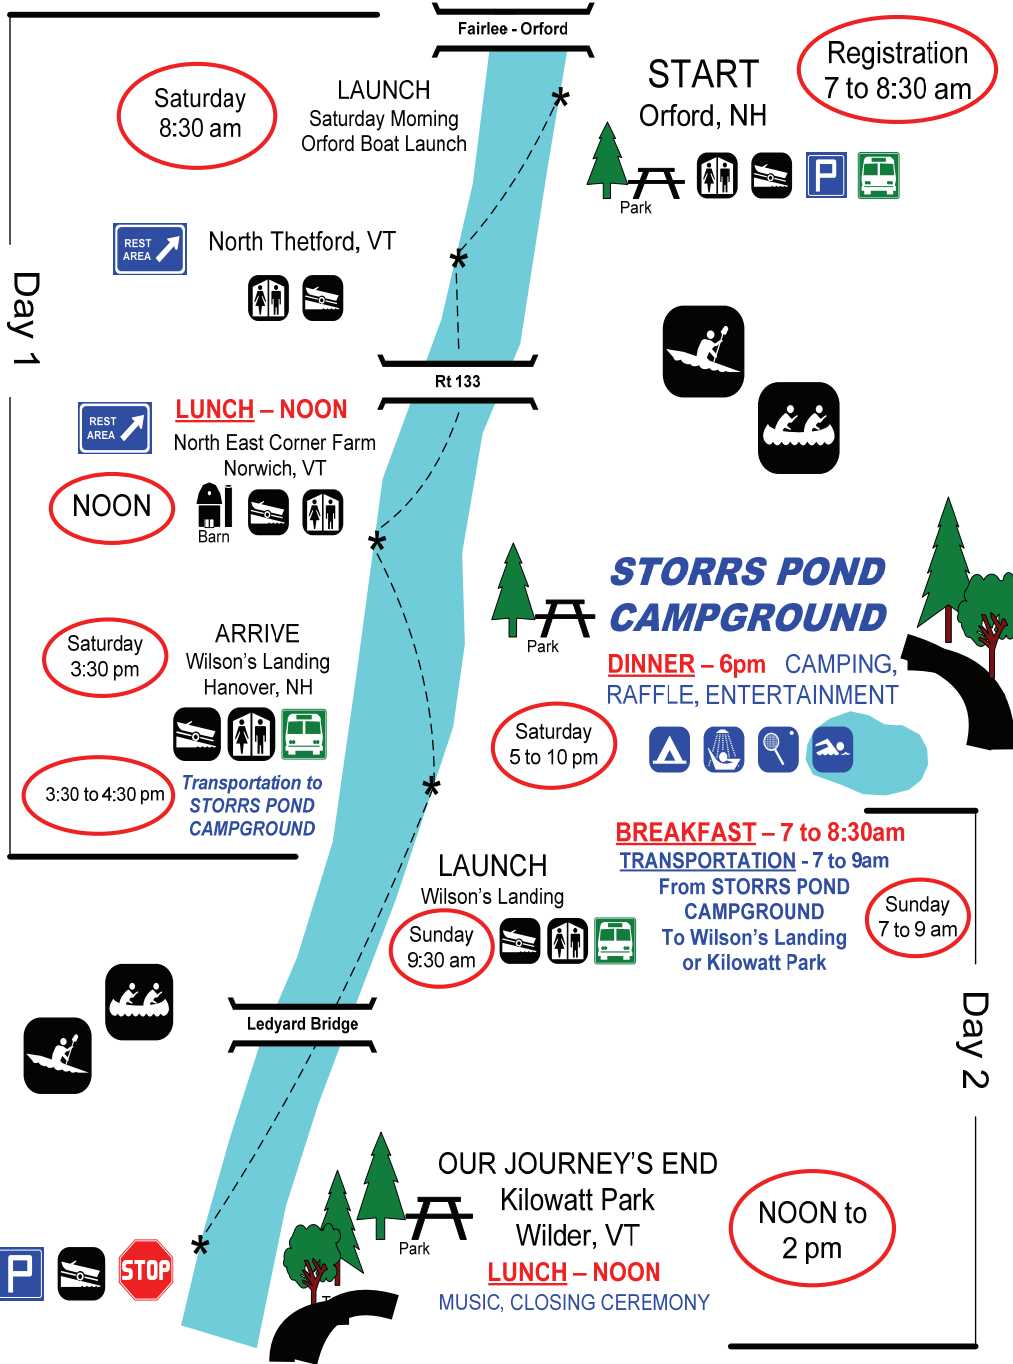 Fairlee - Orford
Registration
7 to 8:30 am
START
Orford, NH
Saturday
8:30 am
LAUNCH
Saturday Morning
Orford Boat Launch
P
Park
REST
AREA
North Thetford, VT
Day 1
Rt 133
REST
AREA
LUNCH – NOON
North East Corner Farm
Norwich, VT
NOON
Barn
STORRS POND
CAMPGROUND
Park
DINNER – 6pm CAMPING,
RAFFLE, ENTERTAINMENT
Saturday
5 to 10 pm
Saturday
3:30 pm
ARRIVE
Wilson's Landing
Hanover, NH
3:30 to 4:30 pm
Transportation to
STORRS POND
CAMPGROUND
BREAKFAST – 7 to 8:30am
TRANSPORTATION - 7 to 9am
From STORRS POND
CAMPGROUND
To Wilson's Landing
or Kilowatt Park
Sunday
7 to 9 am
LAUNCH
Wilson's Landing
Sunday
9:30 am
Ledyard Bridge
Day 2
OUR JOURNEY'S END
Kilowatt Park
Wilder, VT
LUNCH – NOON
MUSIC, CLOSING CEREMONY
Park
NOON to
2 pm
P
STOP